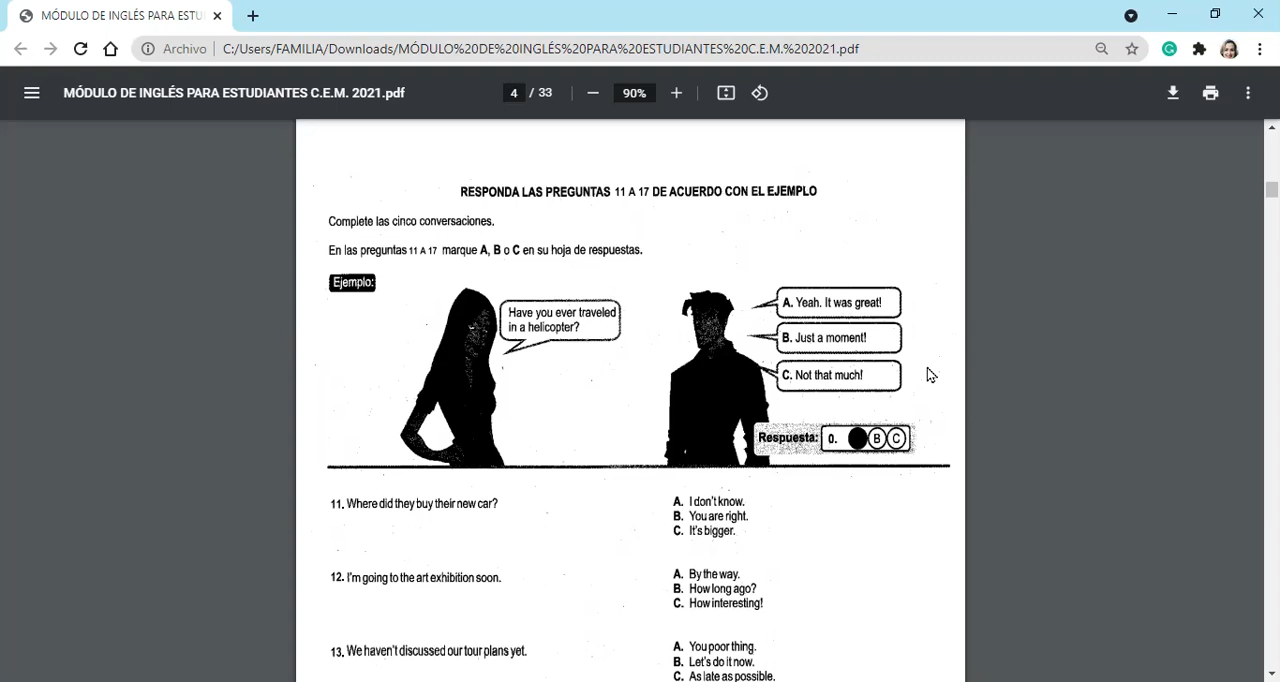 MÓDULO DE INGLÉS PARA ESTU
Archivo C:/Users/FAMILIA/Downloads/MÓDULO%20DE%20INGLÉS%20PARA%20ESTUDIANTES%20C.E.M.%202021.pdf
MÓDULO DE INGLÉS PARA ESTUDIANTES C.E.M. 2021.pdf 4 / 33 90%
RESPONDA LAS PREGUNTAS 11 A 17 DE ACUERDO CON EL EJEMPLO
Complete las cinco conversaciones.
En las preguntas 11 A 17 marque A, B o C en su hoja de respuestas.
Ejemplo:
Have you ever traveled
in a helicopter?
A. Yeah. It was great!
B. Just a moment!
C. Not that much!
Respuesta: 0. B C
11. Where did they buy their new car?
A. I don't know.
B. You are right.
C. It's bigger.
12. I'm going to the art exhibition soon.
A. By the way.
B. How long ago?
C. How interesting!
13. We haven't discussed our tour plans yet.
A. You poor thing.
B. Let's do it now.
C. As late as possible.